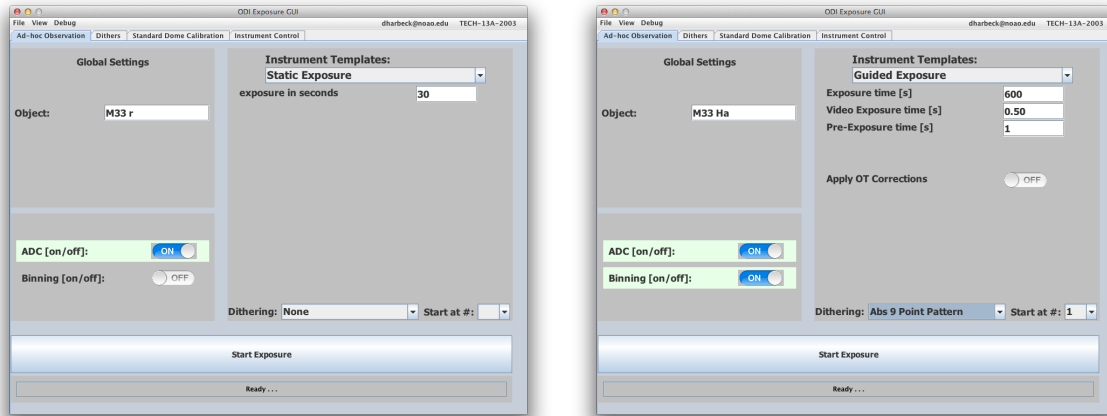 ODI Exposure GUI
File View Debug dharbeck@noao.edu TECH-13A-2003
Ad-hoc Observation Dithers Standard Dome Calibration Instrument Control
Global Settings
Object: M33 r
ADC [on/off]: ON
Binning [on/off]: OFF
Instrument Templates:
Static Exposure
exposure in seconds 30
Dithering: None Start at #:
Start Exposure
Ready . . .
ODI Exposure GUI
File View Debug dharbeck@noao.edu TECH-13A-2003
Ad-hoc Observation Dithers Standard Dome Calibration Instrument Control
Global Settings
Object: M33 Ha
ADC [on/off]: ON
Binning [on/off]: ON
Instrument Templates:
Guided Exposure
Exposure time [s] 600
Video Exposure time [s] 0.50
Pre-Exposure time [s] 1
Apply OT Corrections OFF
Dithering: Abs 9 Point Pattern Start at #: 1
Start Exposure
Ready . . .